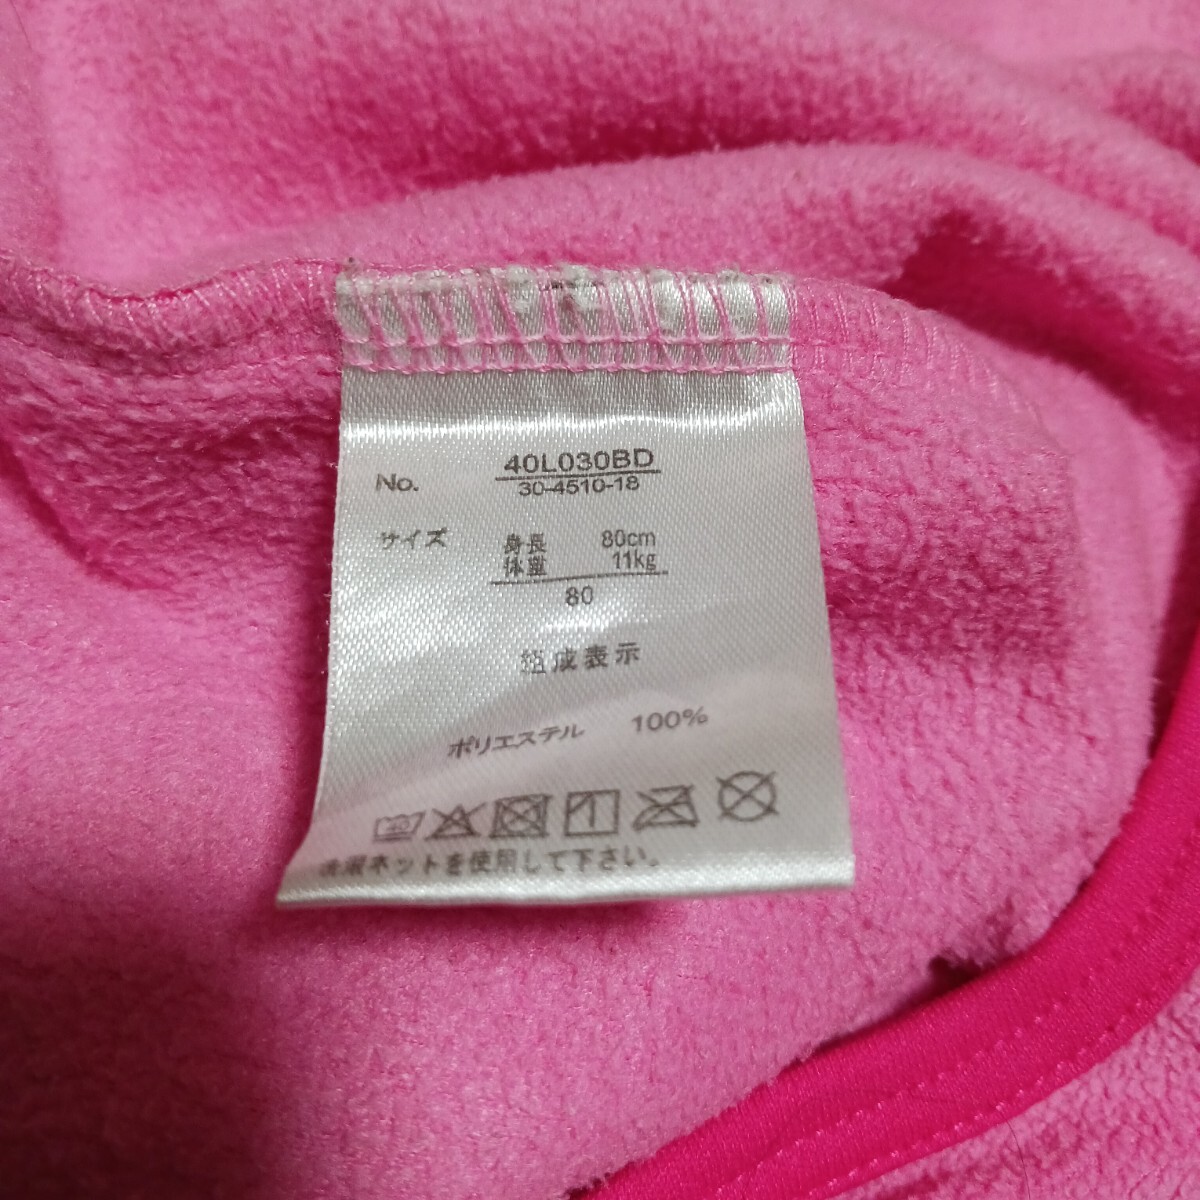 No. 40L030BD
30-4510-18
サイズ 身長 80cm
体重 11kg
80
組成表示
ポリエステル 100%
洗濯ネットを使用して下さい。